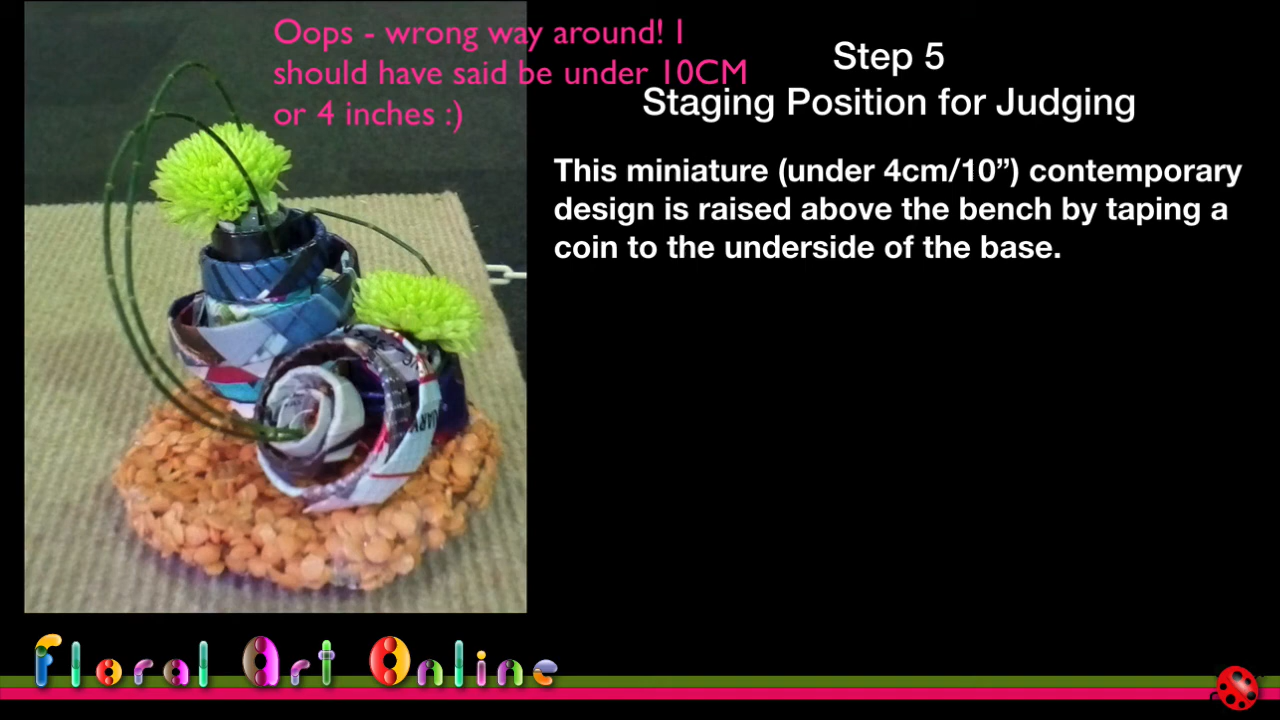 Oops - wrong way around! I
should have said be under 10CM
or 4 inches :)
Step 5
Staging Position for Judging
This miniature (under 4cm/10”) contemporary
design is raised above the bench by taping a
coin to the underside of the base.
Floral Art Online